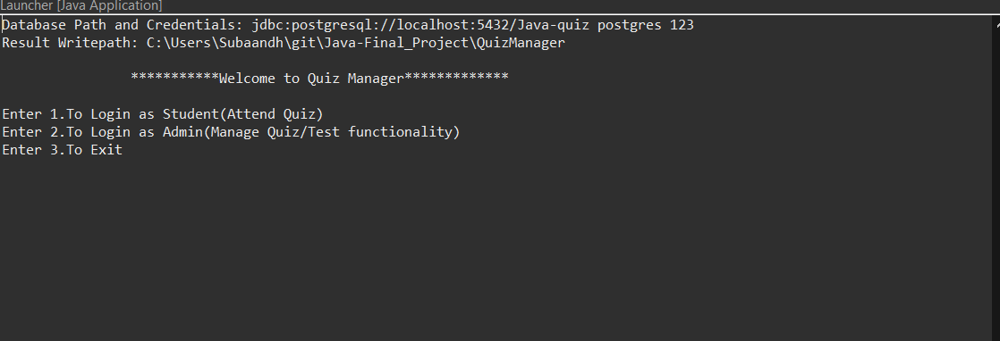 Launcher [Java Application]
Database Path and Credentials: jdbc:postgresql://localhost:5432/Java-quiz postgres 123
Result Writepath: C:\Users\Subaandh\git\Java-Final_Project\QuizManager
***********Welcome to Quiz Manager*************
Enter 1.To Login as Student(Attend Quiz)
Enter 2.To Login as Admin(Manage Quiz/Test functionality)
Enter 3.To Exit